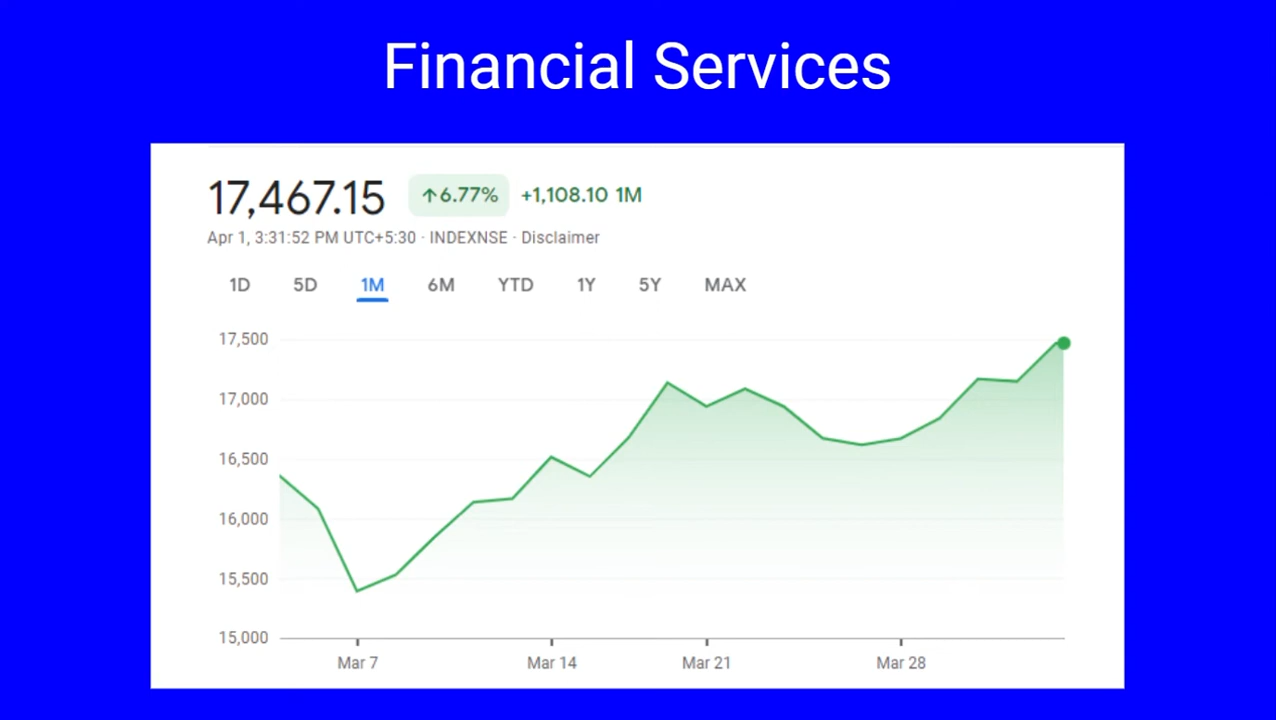 Financial Services
17,467.15 ↑6.77% +1,108.10 1M
Apr 1, 3:31:52 PM UTC+5:30 · INDEXNSE · Disclaimer
1D 5D 1M 6M YTD 1Y 5Y MAX
17,500
17,000
16,500
16,000
15,500
15,000
Mar 7 Mar 14 Mar 21 Mar 28